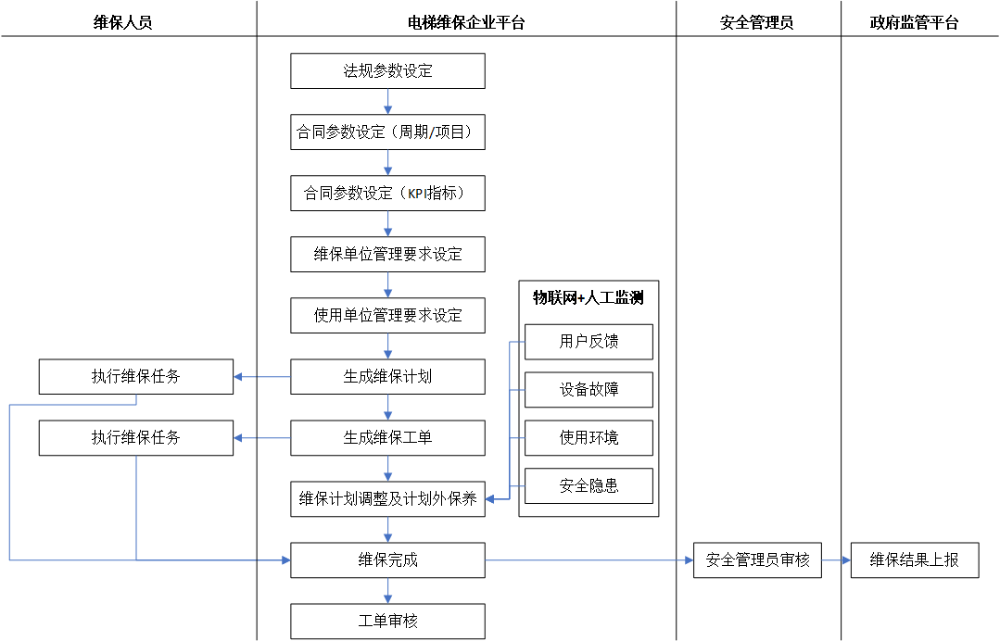 维保人员
电梯维保企业平台
安全管理员
政府监管平台
法规参数设定
合同参数设定（周期/项目）
合同参数设定（KPI指标）
维保单位管理要求设定
物联网+人工监测
使用单位管理要求设定
用户反馈
执行维保任务
生成维保计划
设备故障
执行维保任务
生成维保工单
使用环境
安全隐患
维保计划调整及计划外保养
维保完成
安全管理员审核
维保结果上报
工单审核